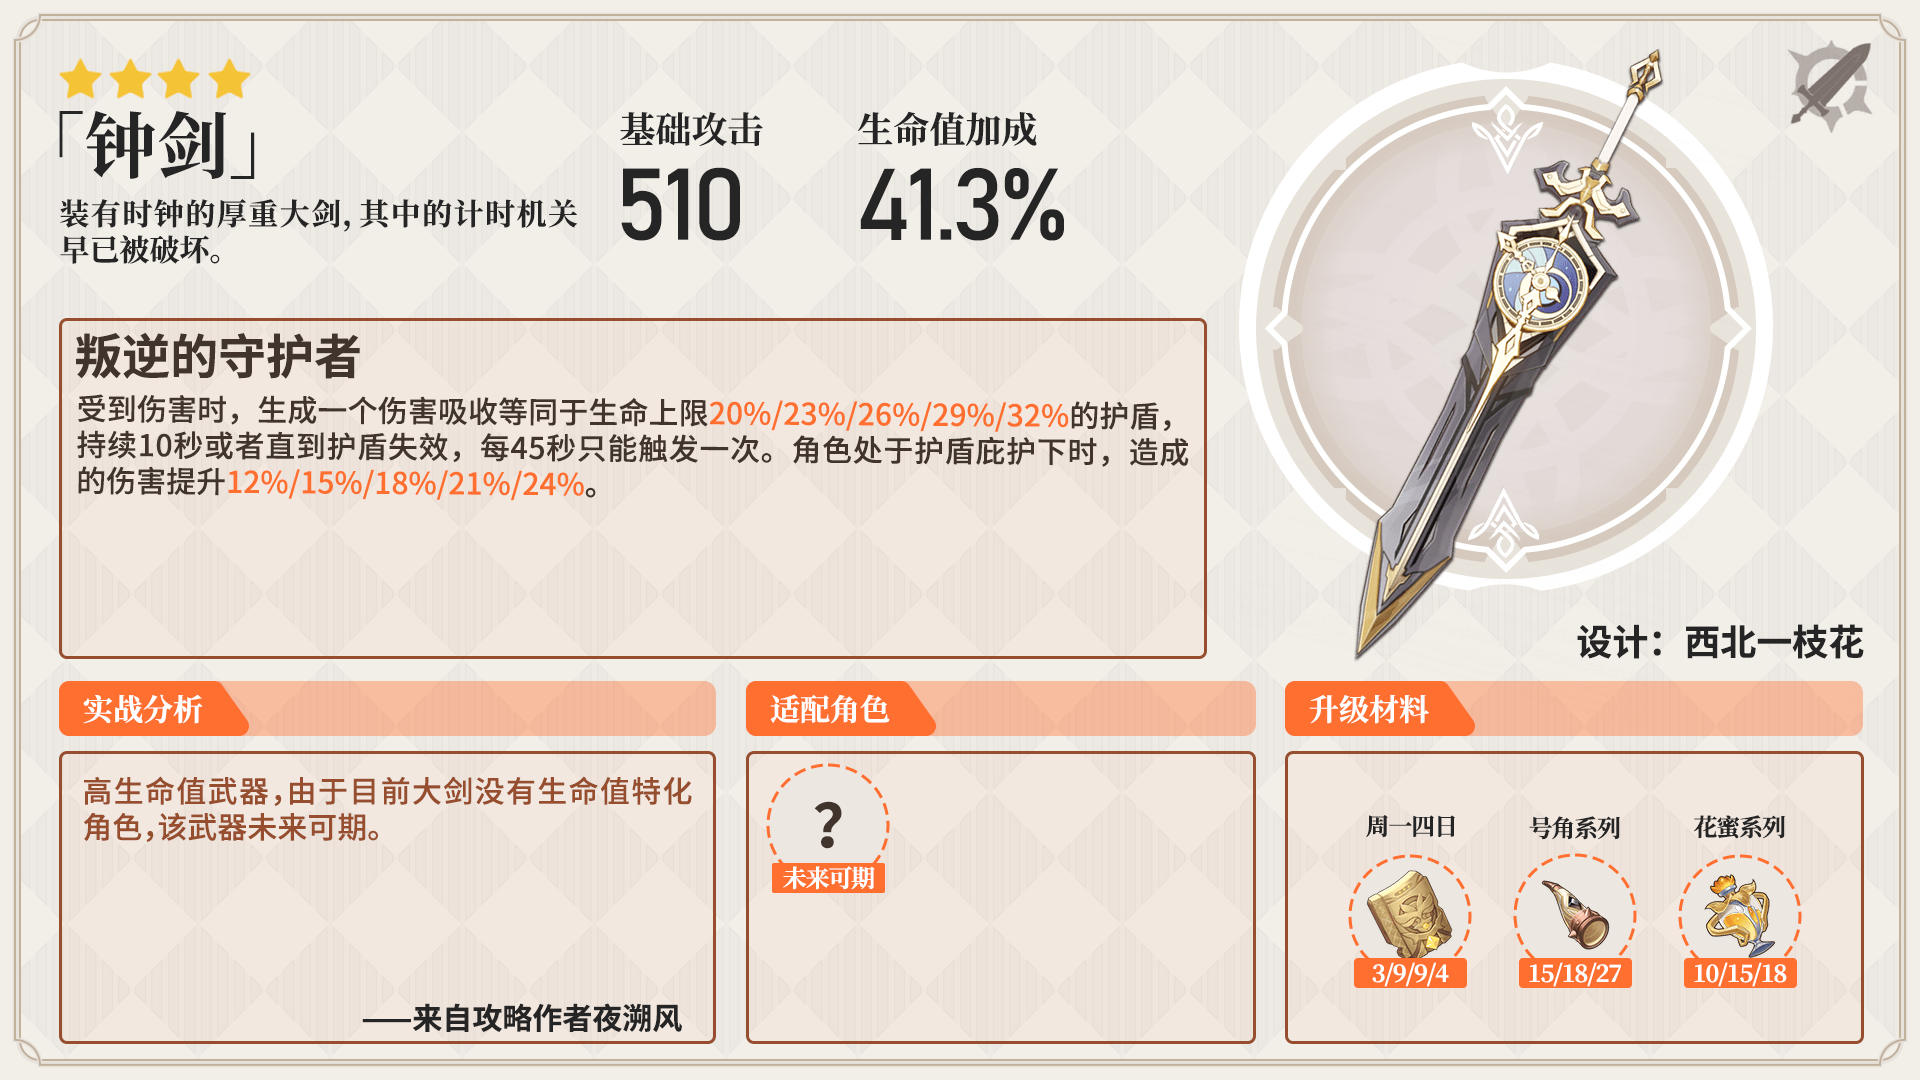 「钟剑」
装有时钟的厚重大剑，其中的计时机关
早已被破坏。
基础攻击
510
生命值加成
41.3%
叛逆的守护者
受到伤害时，生成一个伤害吸收等同于生命上限20%/23%/26%/29%/32%的护盾，
持续10秒或者直到护盾失效，每45秒只能触发一次。角色处于护盾庇护下时，造成
的伤害提升12%/15%/18%/21%/24%。
设计：西北一枝花
实战分析
高生命值武器，由于目前大剑没有生命值特化
角色，该武器未来可期。
——来自攻略作者夜溯风
适配角色
?
未来可期
升级材料
周一四日
3/9/9/4
号角系列
15/18/27
花蜜系列
10/15/18